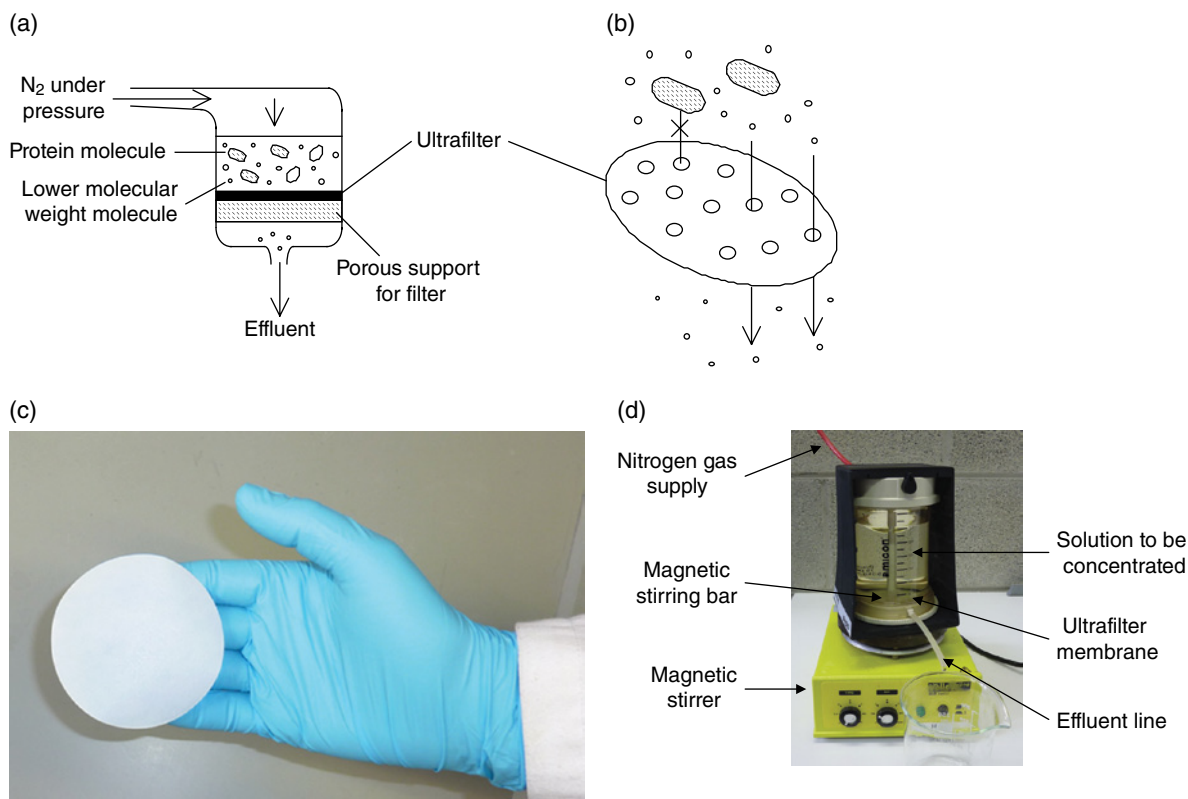 (a)
N₂ under
pressure
Protein molecule
Lower molecular
weight molecule
Ultrafilter
Porous support
for filter
Effluent
(b)
(c)
(d)
Nitrogen gas
supply
Magnetic
stirring bar
Magnetic
stirrer
amicon
Solution to be
concentrated
Ultrafilter
membrane
Effluent line